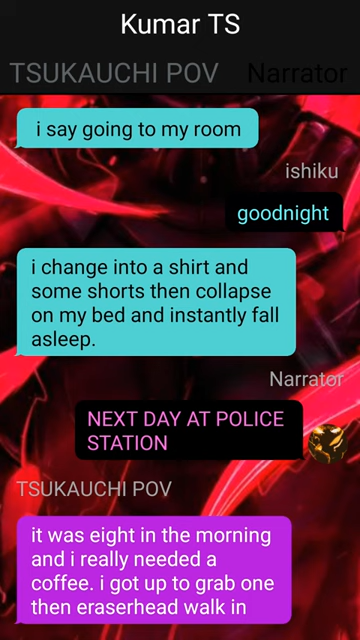 Kumar TS
TSUKAUCHI POV Narrator
i say going to my room
ishiku
goodnight
i change into a shirt and
some shorts then collapse
on my bed and instantly fall
asleep.
Narrator
NEXT DAY AT POLICE
STATION
TSUKAUCHI POV
it was eight in the morning
and i really needed a
coffee. i got up to grab one
then eraserhead walk in